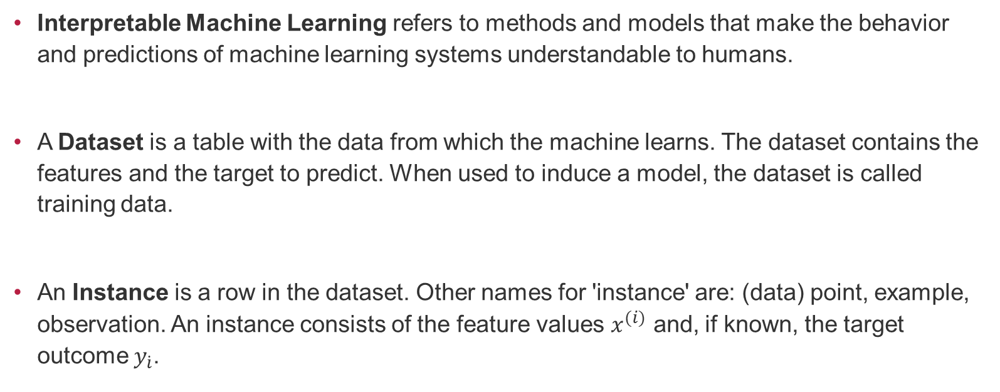 • Interpretable Machine Learning refers to methods and models that make the behavior
and predictions of machine learning systems understandable to humans.
• A Dataset is a table with the data from which the machine learns. The dataset contains the
features and the target to predict. When used to induce a model, the dataset is called
training data.
• An Instance is a row in the dataset. Other names for 'instance' are: (data) point, example,
observation. An instance consists of the feature values x⁽ⁱ⁾ and, if known, the target
outcome yᵢ.